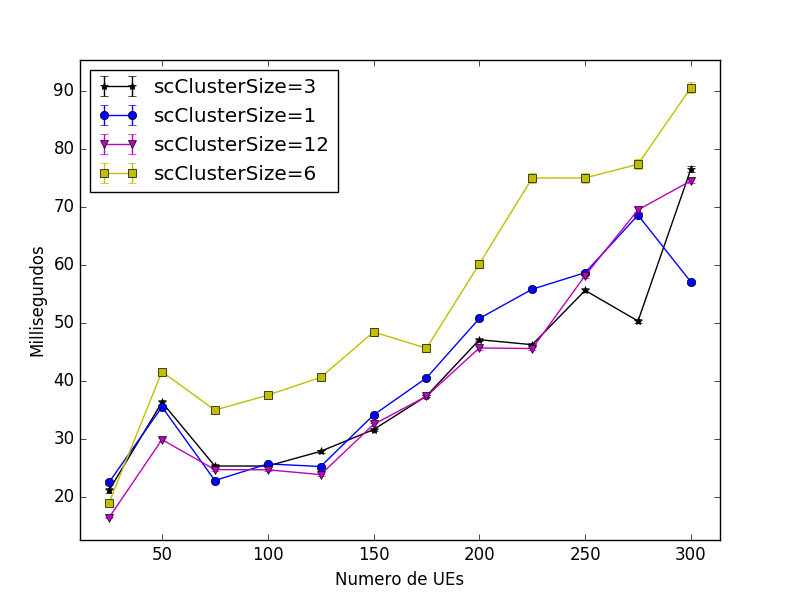 scClusterSize=3
scClusterSize=1
scClusterSize=12
scClusterSize=6
90
80
70
60
50
40
30
20
Millisegundos
50 100 150 200 250 300
Numero de UEs